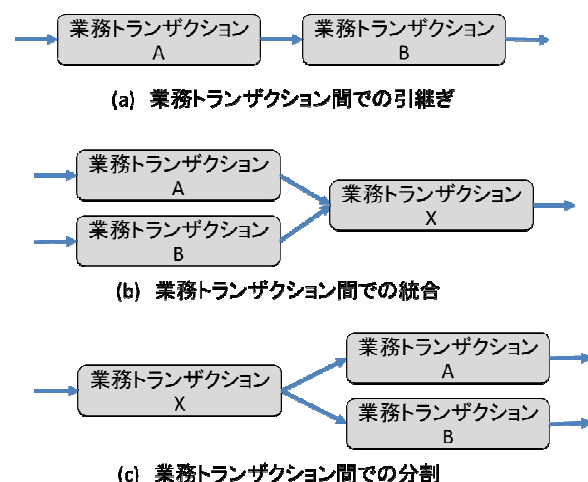 業務トランザクション
A
業務トランザクション
B
(a) 業務トランザクション間での引継ぎ
業務トランザクション
A
業務トランザクション
B
業務トランザクション
X
(b) 業務トランザクション間での統合
業務トランザクション
X
業務トランザクション
A
業務トランザクション
B
(c) 業務トランザクション間での分割